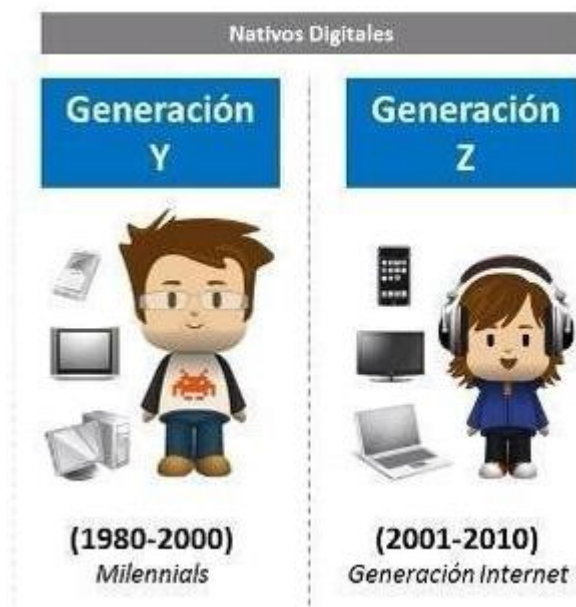 Nativos Digitales
Generación
Y
(1980-2000)
Milennials
Generación
Z
(2001-2010)
Generación Internet